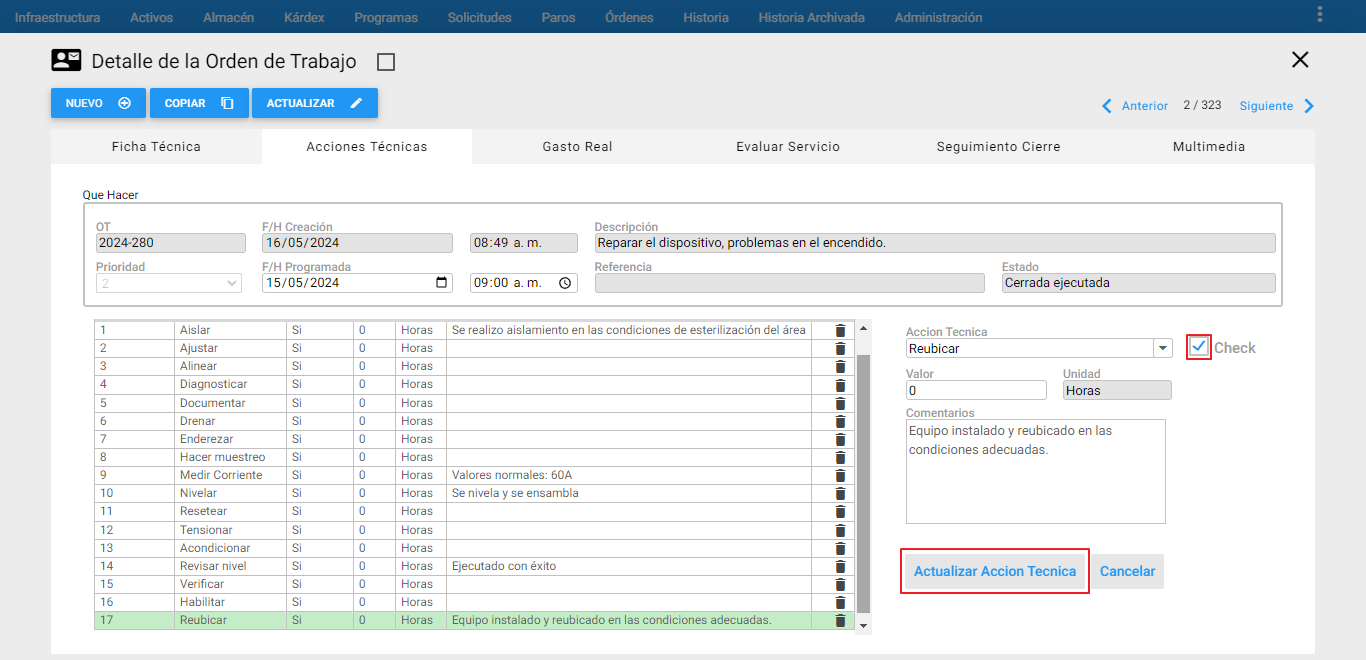 Infraestructura Activos Almacén Kárdex Programas Solicitudes Paros Órdenes Historia Historia Archivada Administración
Detalle de la Orden de Trabajo
NUEVO COPIAR ACTUALIZAR
Anterior 2 / 323 Siguiente
Ficha Técnica Acciones Técnicas Gasto Real Evaluar Servicio Seguimiento Cierre Multimedia
Que Hacer
OT F/H Creación Descripción
2024-280 16/05/2024 08:49 a. m. Reparar el dispositivo, problemas en el encendido.
Prioridad F/H Programada Referencia Estado
2 15/05/2024 09:00 a. m. Cerrada ejecutada
1 Aislar Si 0 Horas Se realizo aislamiento en las condiciones de esterilización del área
2 Ajustar Si 0 Horas
3 Alinear Si 0 Horas
4 Diagnosticar Si 0 Horas
5 Documentar Si 0 Horas
6 Drenar Si 0 Horas
7 Enderezar Si 0 Horas
8 Hacer muestreo Si 0 Horas
9 Medir Corriente Si 0 Horas Valores normales: 60A
10 Nivelar Si 0 Horas Se nivela y se ensambla
11 Resetear Si 0 Horas
12 Tensionar Si 0 Horas
13 Acondicionar Si 0 Horas
14 Revisar nivel Si 0 Horas Ejecutado con éxito
15 Verificar Si 0 Horas
16 Habilitar Si 0 Horas
17 Reubicar Si 0 Horas Equipo instalado y reubicado en las condiciones adecuadas.
Accion Tecnica
Reubicar Check
Valor Unidad
0 Horas
Comentarios
Equipo instalado y reubicado en las
condiciones adecuadas.
Actualizar Accion Tecnica Cancelar